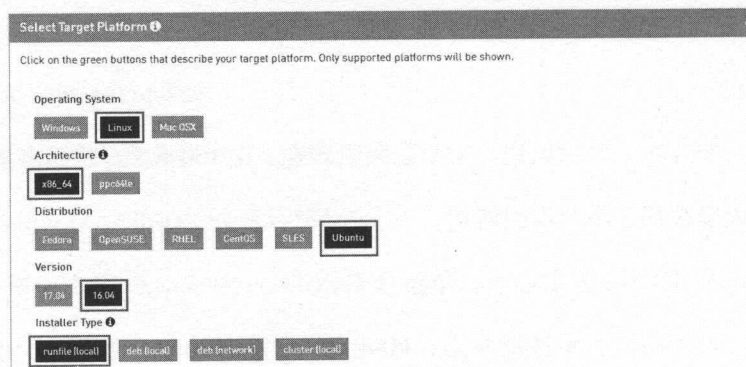 Select Target Platform
Click on the green buttons that describe your target platform. Only supported platforms will be shown.
Operating System
Windows Linux Mac OSX
Architecture
x86_64 ppc64le
Distribution
Fedora OpenSUSE RHEL CentOS SLES Ubuntu
Version
17.04 16.04
Installer Type
runfile [local] deb [local] deb [network] cluster [local]